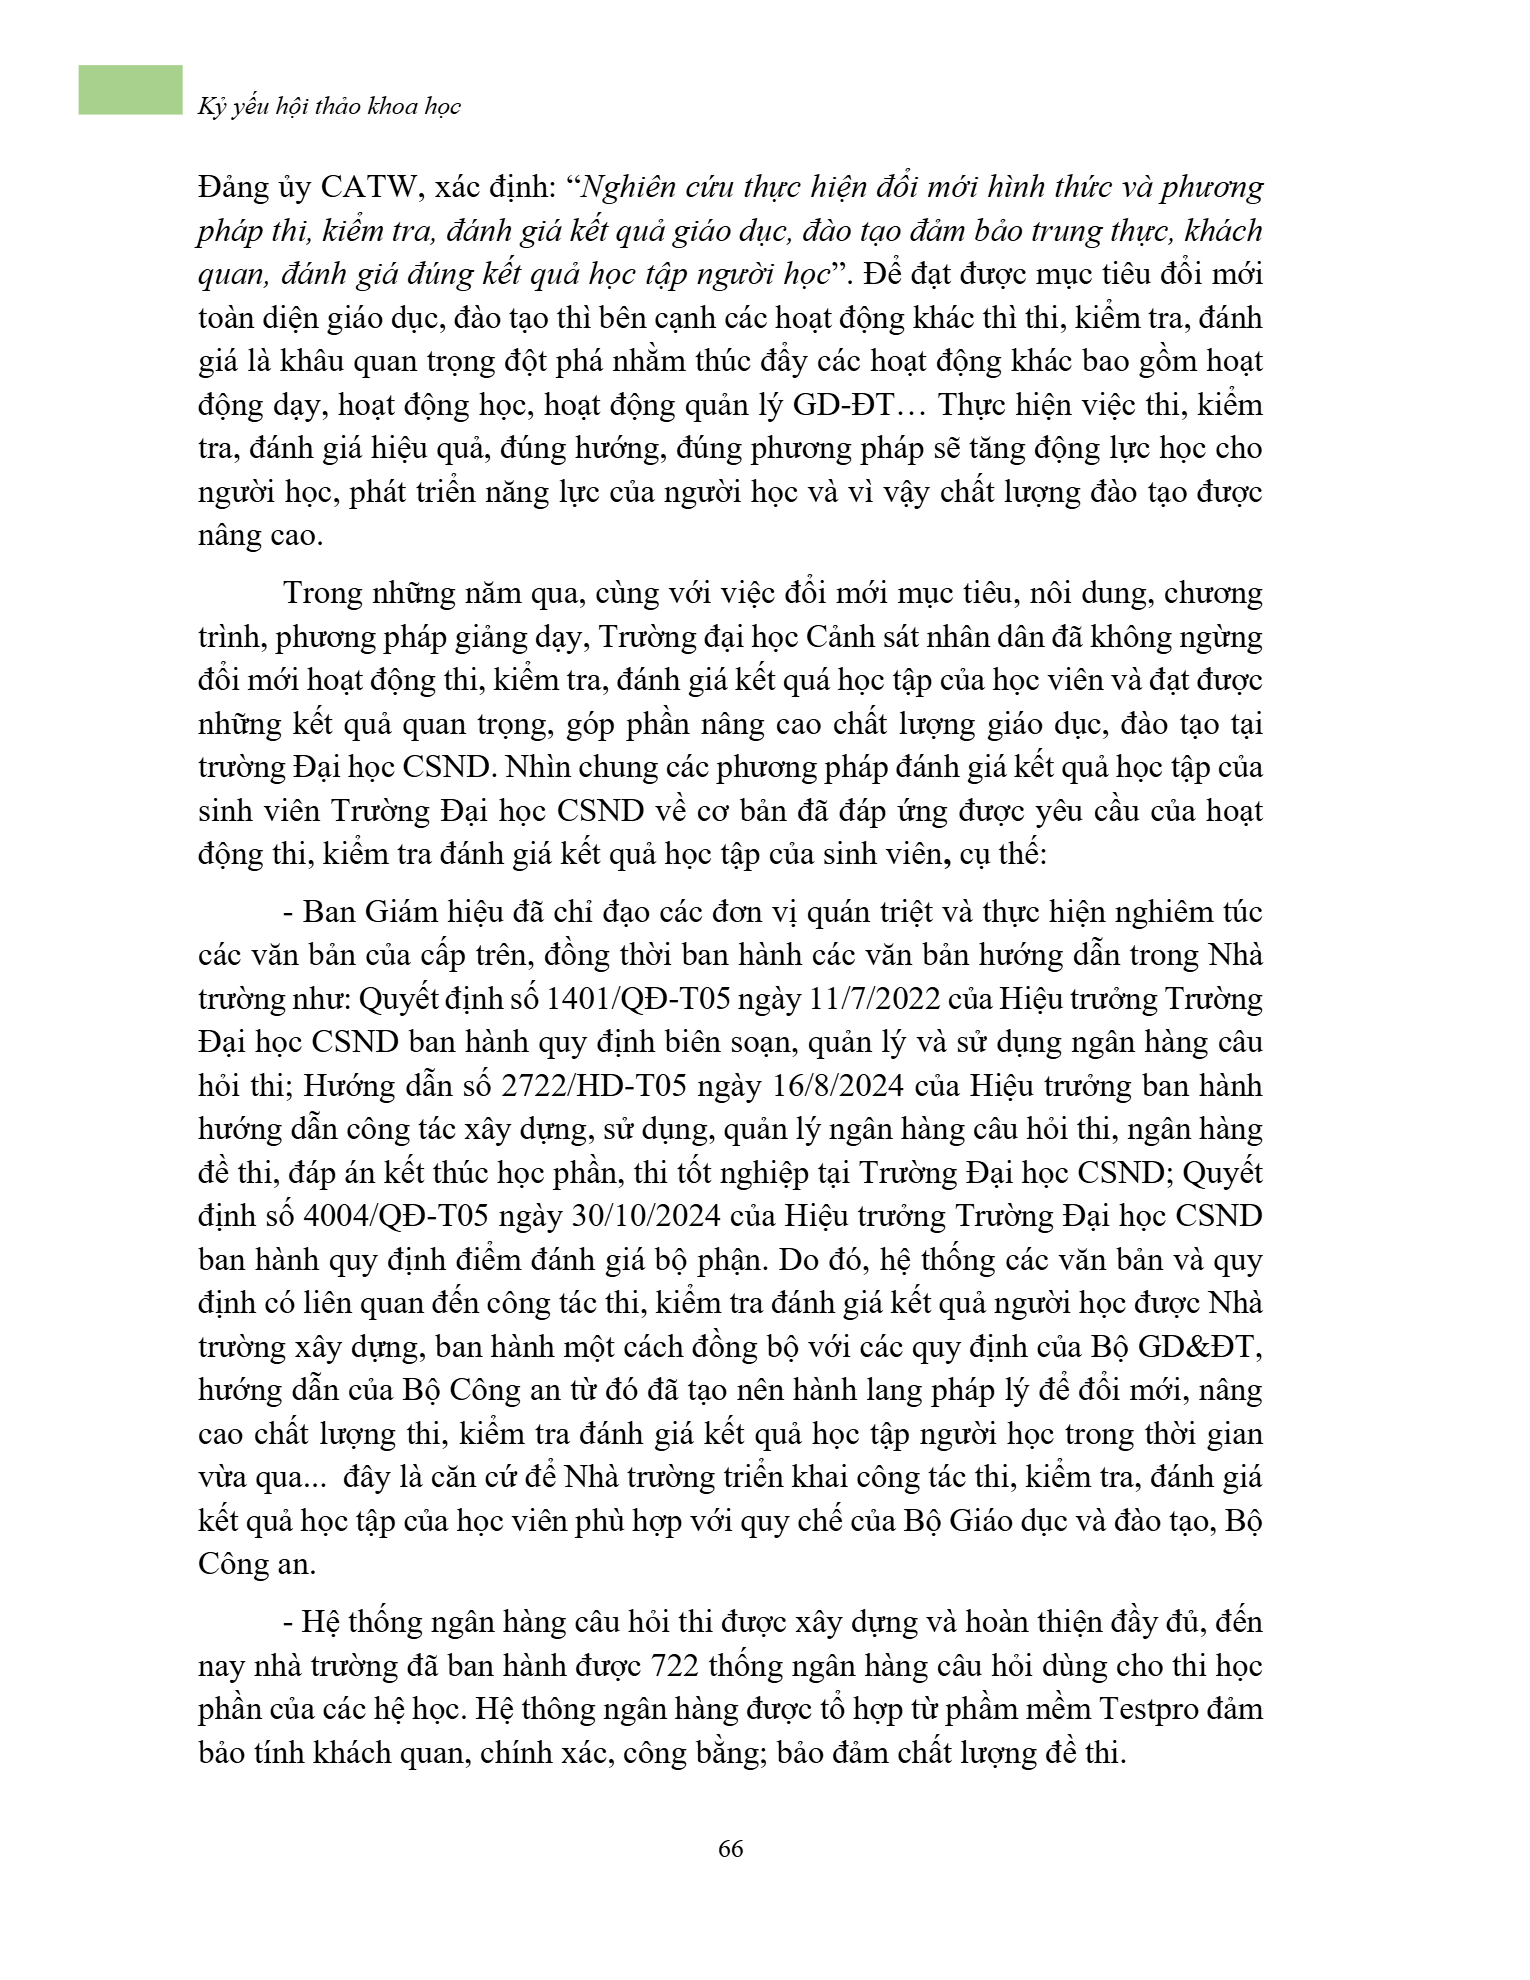 Kỷ yếu hội thảo khoa học
Đảng ủy CATW, xác định: “Nghiên cứu thực hiện đổi mới hình thức và phương
pháp thi, kiểm tra, đánh giá kết quả giáo dục, đào tạo đảm bảo trung thực, khách
quan, đánh giá đúng kết quả học tập người học”. Để đạt được mục tiêu đổi mới
toàn diện giáo dục, đào tạo thì bên cạnh các hoạt động khác thì thi, kiểm tra, đánh
giá là khâu quan trọng đột phá nhằm thúc đẩy các hoạt động khác bao gồm hoạt
động dạy, hoạt động học, hoạt động quản lý GD-ĐT… Thực hiện việc thi, kiểm
tra, đánh giá hiệu quả, đúng hướng, đúng phương pháp sẽ tăng động lực học cho
người học, phát triển năng lực của người học và vì vậy chất lượng đào tạo được
nâng cao.
Trong những năm qua, cùng với việc đổi mới mục tiêu, nôi dung, chương
trình, phương pháp giảng dạy, Trường đại học Cảnh sát nhân dân đã không ngừng
đổi mới hoạt động thi, kiểm tra, đánh giá kết quá học tập của học viên và đạt được
những kết quả quan trọng, góp phần nâng cao chất lượng giáo dục, đào tạo tại
trường Đại học CSND. Nhìn chung các phương pháp đánh giá kết quả học tập của
sinh viên Trường Đại học CSND về cơ bản đã đáp ứng được yêu cầu của hoạt
động thi, kiểm tra đánh giá kết quả học tập của sinh viên, cụ thế:
- Ban Giám hiệu đã chỉ đạo các đơn vị quán triệt và thực hiện nghiêm túc
các văn bản của cấp trên, đồng thời ban hành các văn bản hướng dẫn trong Nhà
trường như: Quyết định số 1401/QĐ-T05 ngày 11/7/2022 của Hiệu trưởng Trường
Đại học CSND ban hành quy định biên soạn, quản lý và sử dụng ngân hàng câu
hỏi thi; Hướng dẫn số 2722/HD-T05 ngày 16/8/2024 của Hiệu trưởng ban hành
hướng dẫn công tác xây dựng, sử dụng, quản lý ngân hàng câu hỏi thi, ngân hàng
đề thi, đáp án kết thúc học phần, thi tốt nghiệp tại Trường Đại học CSND; Quyết
định số 4004/QĐ-T05 ngày 30/10/2024 của Hiệu trưởng Trường Đại học CSND
ban hành quy định điểm đánh giá bộ phận. Do đó, hệ thống các văn bản và quy
định có liên quan đến công tác thi, kiểm tra đánh giá kết quả người học được Nhà
trường xây dựng, ban hành một cách đồng bộ với các quy định của Bộ GD&ĐT,
hướng dẫn của Bộ Công an từ đó đã tạo nên hành lang pháp lý để đổi mới, nâng
cao chất lượng thi, kiểm tra đánh giá kết quả học tập người học trong thời gian
vừa qua... đây là căn cứ để Nhà trường triển khai công tác thi, kiểm tra, đánh giá
kết quả học tập của học viên phù hợp với quy chế của Bộ Giáo dục và đào tạo, Bộ
Công an.
- Hệ thống ngân hàng câu hỏi thi được xây dựng và hoàn thiện đầy đủ, đến
nay nhà trường đã ban hành được 722 thống ngân hàng câu hỏi dùng cho thi học
phần của các hệ học. Hệ thông ngân hàng được tổ hợp từ phầm mềm Testpro đảm
bảo tính khách quan, chính xác, công bằng; bảo đảm chất lượng đề thi.
66